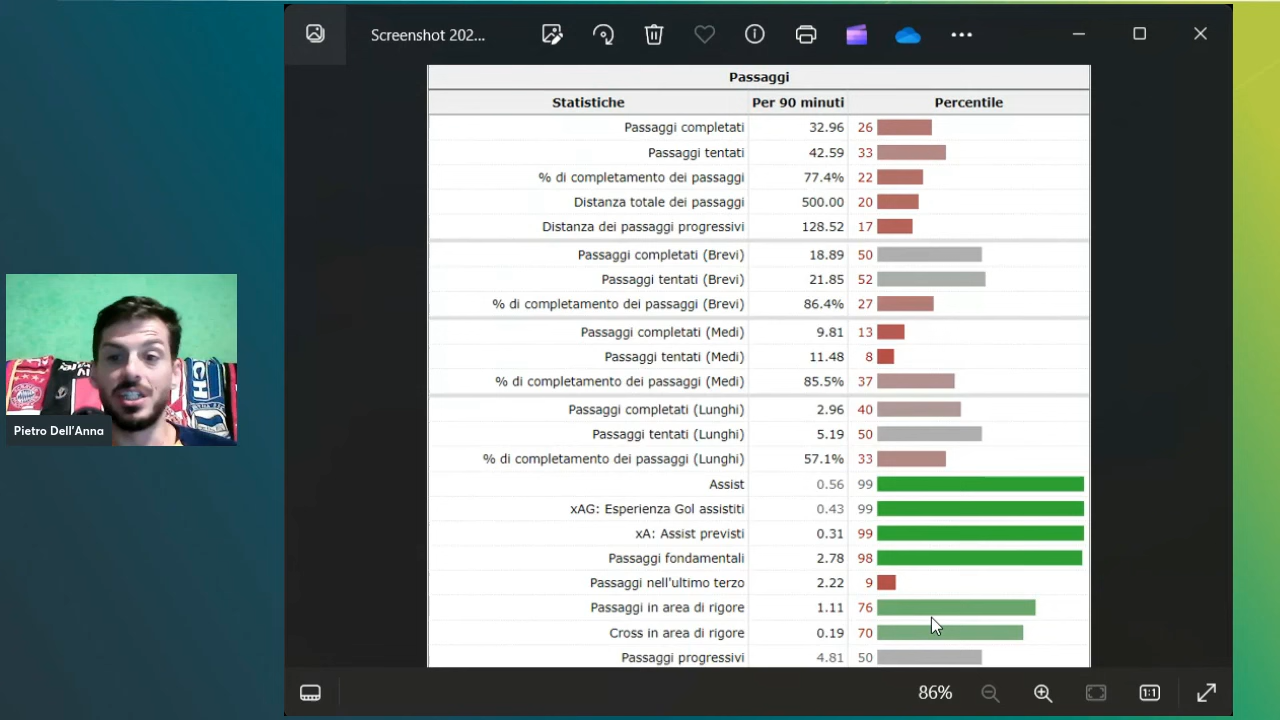 Screenshot 202...
Passaggi
Statistiche Per 90 minuti Percentile
Passaggi completati 32.96 26
Passaggi tentati 42.59 33
% di completamento dei passaggi 77.4% 22
Distanza totale dei passaggi 500.00 20
Distanza dei passaggi progressivi 128.52 17
Passaggi completati (Brevi) 18.89 50
Passaggi tentati (Brevi) 21.85 52
% di completamento dei passaggi (Brevi) 86.4% 27
Passaggi completati (Medi) 9.81 13
Passaggi tentati (Medi) 11.48 8
% di completamento dei passaggi (Medi) 85.5% 37
Passaggi completati (Lunghi) 2.96 40
Passaggi tentati (Lunghi) 5.19 50
% di completamento dei passaggi (Lunghi) 57.1% 33
Assist 0.56 99
xAG: Esperienza Gol assistiti 0.43 99
xA: Assist previsti 0.31 99
Passaggi fondamentali 2.78 98
Passaggi nell'ultimo terzo 2.22 9
Passaggi in area di rigore 1.11 76
Cross in area di rigore 0.19 70
Passaggi progressivi 4.81 50
Pietro Dell'Anna
86%
1:1